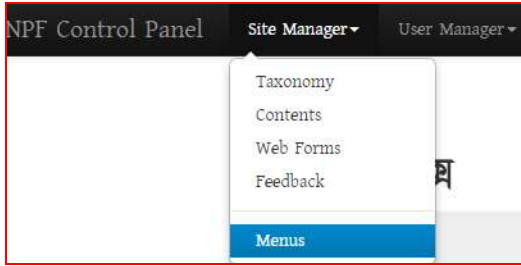 NPF Control Panel Site Manager User Manager
Taxonomy
Contents
Web Forms
Feedback
Menus